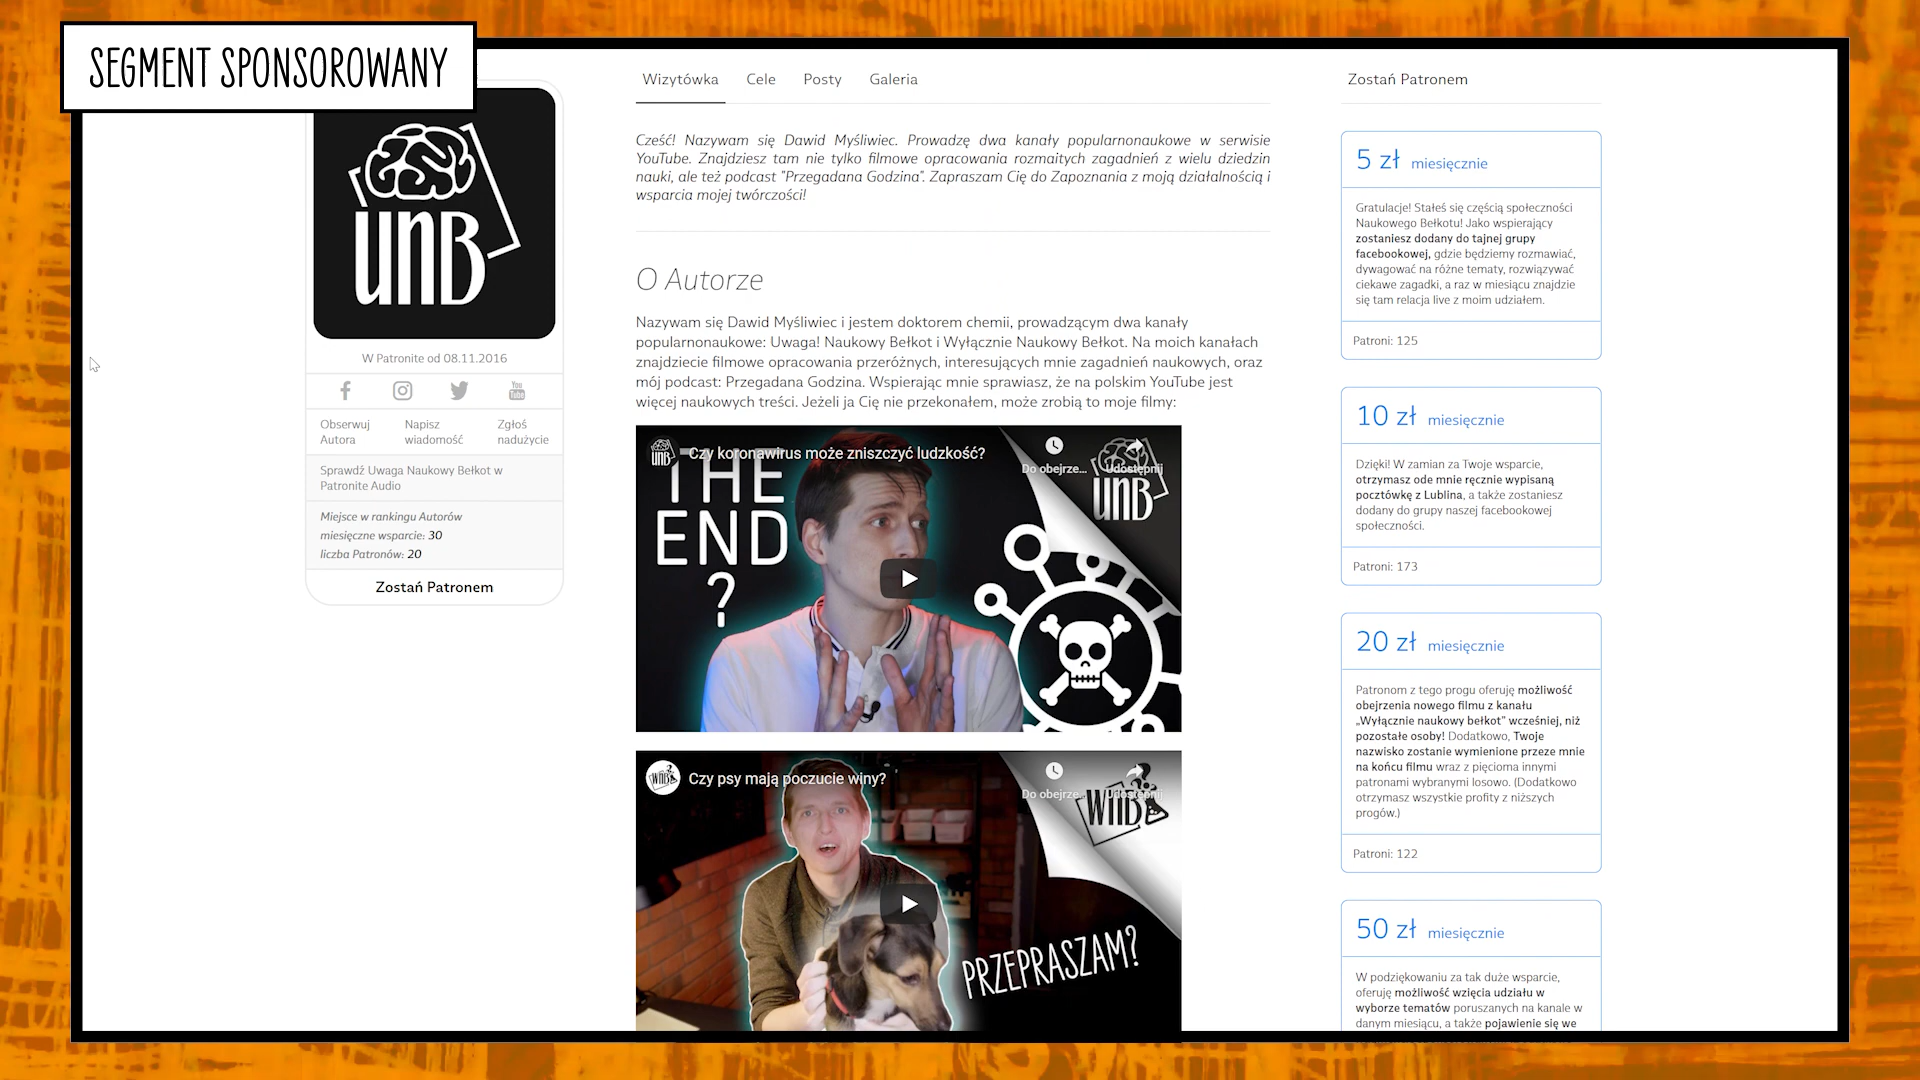 SEGMENT SPONSOROWANY
UNB
W Patronite od 08.11.2016
You
Tube
Obserwuj
Autora
Napisz
wiadomość
Zgłoś
nadużycie
Sprawdź Uwaga Naukowy Bełkot w
Patronite Audio
Miejsce w rankingu Autorów
miesięczne wsparcie: 30
liczba Patronów: 20
Zostań Patronem
Wizytówka Cele Posty Galeria
Cześć! Nazywam się Dawid Myśliwiec. Prowadzę dwa kanały popularnonaukowe w serwisie
YouTube. Znajdziesz tam nie tylko filmowe opracowania rozmaitych zagadnień z wielu dziedzin
nauki, ale też podcast "Przegadana Godzina". Zapraszam Cię do Zapoznania z moją działalnością i
wsparcia mojej twórczości!
O Autorze
Nazywam się Dawid Myśliwiec i jestem doktorem chemii, prowadzącym dwa kanały
popularnonaukowe: Uwaga! Naukowy Bełkot i Wyłącznie Naukowy Bełkot. Na moich kanałach
znajdziecie filmowe opracowania przeróżnych, interesujących mnie zagadnień naukowych, oraz
mój podcast: Przegadana Godzina. Wspierając mnie sprawiasz, że na polskim YouTube jest
więcej naukowych treści. Jeżeli ja Cię nie przekonałem, może zrobią to moje filmy:
UNB
Czy koronawirus może zniszczyć ludzkość?
Do obejrze...
Udostępnij
THE
END
?
UNB
WNB
Czy psy mają poczucie winy?
Do obejrze...
Udostępnij
WNB
PRZEPRASZAM?
Zostań Patronem
5 zł miesięcznie
Gratulacje! Stałeś się częścią społeczności
Naukowego Bełkotu! Jako wspierający
zostaniesz dodany do tajnej grupy
facebookowej, gdzie będziemy rozmawiać,
dywagować na różne tematy, rozwiązywać
ciekawe zagadki, a raz w miesiącu znajdzie
się tam relacja live z moim udziałem.
Patroni: 125
10 zł miesięcznie
Dzięki! W zamian za Twoje wsparcie,
otrzymasz ode mnie ręcznie wypisaną
pocztówkę z Lublina, a także zostaniesz
dodany do grupy naszej facebookowej
społeczności.
Patroni: 173
20 zł miesięcznie
Patronom z tego progu oferuję możliwość
obejrzenia nowego filmu z kanału
„Wyłącznie naukowy bełkot" wcześniej, niż
pozostałe osoby! Dodatkowo, Twoje
nazwisko zostanie wymienione przeze mnie
na końcu filmu wraz z pięcioma innymi
patronami wybranymi losowo. (Dodatkowo
otrzymasz wszystkie profity z niższych
progów.)
Patroni: 122
50 zł miesięcznie
W podziękowaniu za tak duże wsparcie,
oferuję możliwość wzięcia udziału w
wyborze tematów poruszanych na kanale w
danym miesiącu, a także pojawienie się we